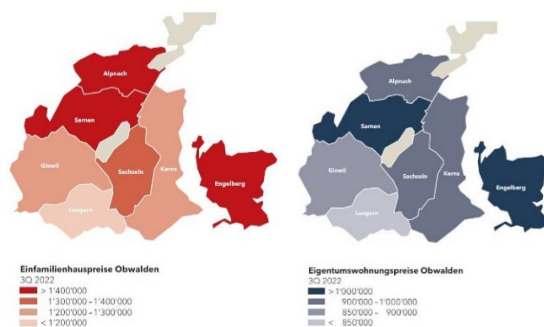 Alpnach
Sarnen
Giswil
Sachseln
Kerns
Lungern
Engelberg
Einfamilienhauspreise Obwalden
3Q 2022
> 1'400'000
1'300'000 - 1'400'000
1'200'000 - 1'300'000
< 1'200'000
Alpnach
Sarnen
Giswil
Sachseln
Kerns
Lungern
Engelberg
Eigentumswohnungspreise Obwalden
3Q 2022
> 1'000'000
900'000 - 1'000'000
850'000 - 900'000
< 850'000